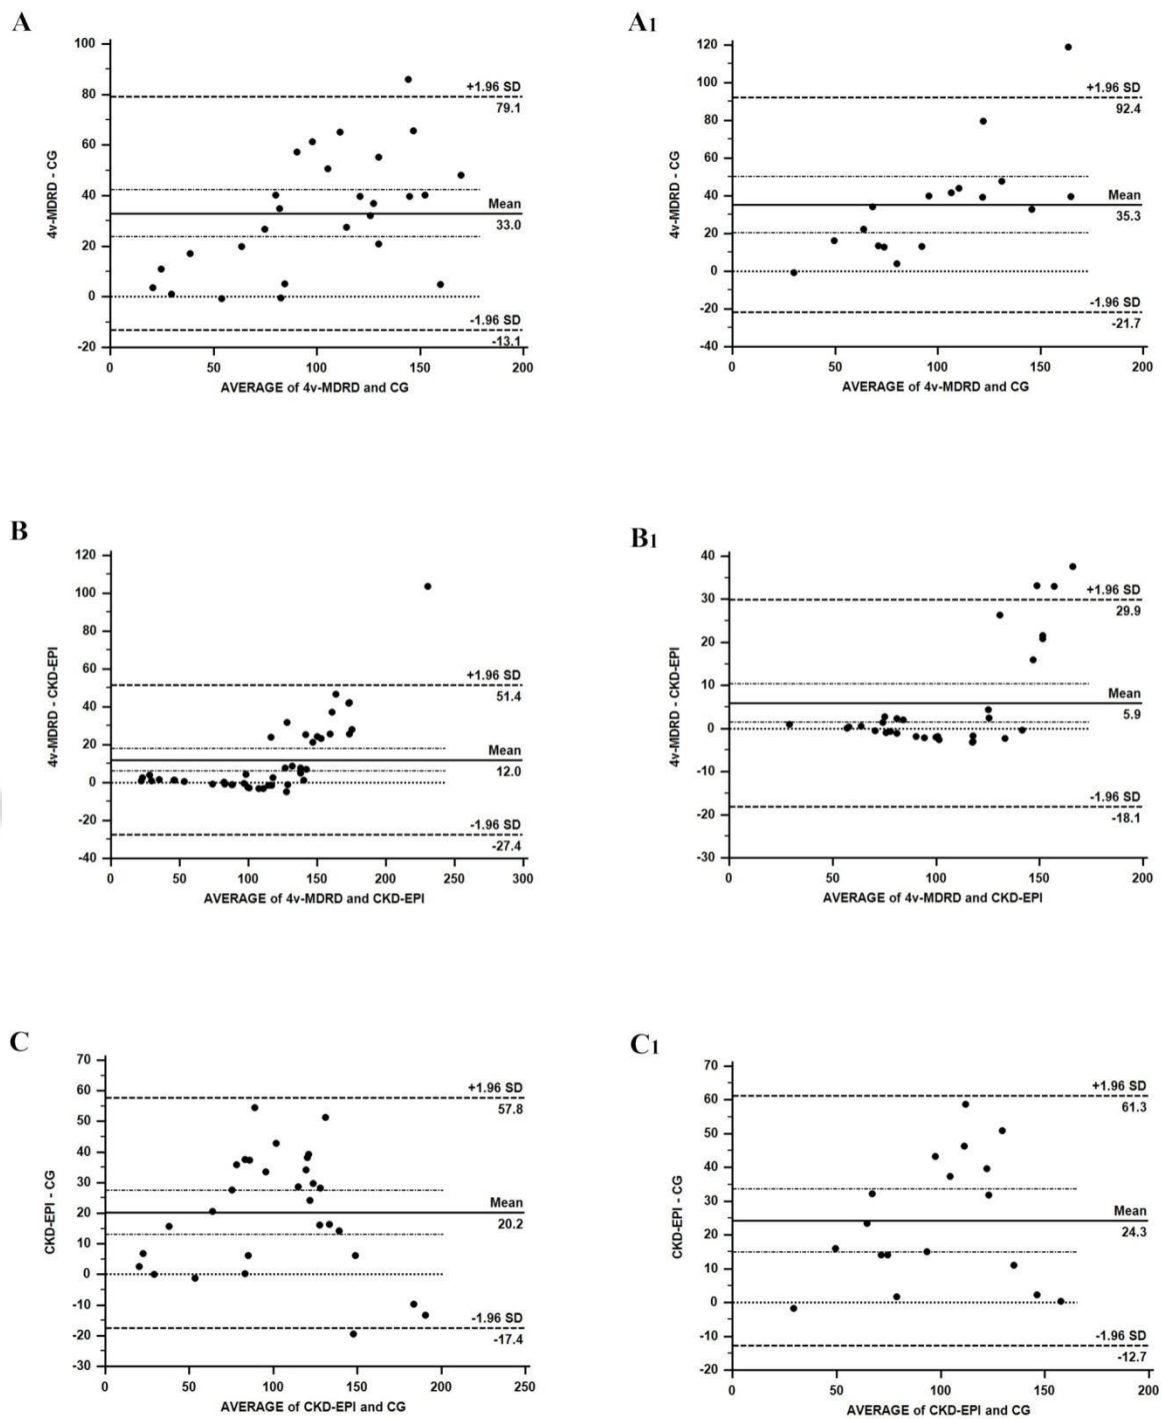 A
100
80
60
40
20
0
-20
4v-MDRD - CG
+1.96 SD
79.1
Mean
33.0
-1.96 SD
-13.1
0 50 100 150 200
AVERAGE of 4v-MDRD and CG
A1
120
100
80
60
40
20
0
-20
-40
4v-MDRD - CG
+1.96 SD
92.4
Mean
35.3
-1.96 SD
-21.7
0 50 100 150 200
AVERAGE of 4v-MDRD and CG
B
120
100
80
60
40
20
0
-20
-40
4v-MDRD - CKD-EPI
+1.96 SD
51.4
Mean
12.0
-1.96 SD
-27.4
0 50 100 150 200 250 300
AVERAGE of 4v-MDRD and CKD-EPI
B1
40
30
20
10
0
-10
-20
-30
4v-MDRD - CKD-EPI
+1.96 SD
29.9
Mean
5.9
-1.96 SD
-18.1
0 50 100 150 200
AVERAGE of 4v-MDRD and CKD-EPI
C
70
60
50
40
30
20
10
0
-10
-20
-30
CKD-EPI - CG
+1.96 SD
57.8
Mean
20.2
-1.96 SD
-17.4
0 50 100 150 200 250
AVERAGE of CKD-EPI and CG
C1
70
60
50
40
30
20
10
0
-10
-20
CKD-EPI - CG
+1.96 SD
61.3
Mean
24.3
-1.96 SD
-12.7
0 50 100 150 200
AVERAGE of CKD-EPI and CG